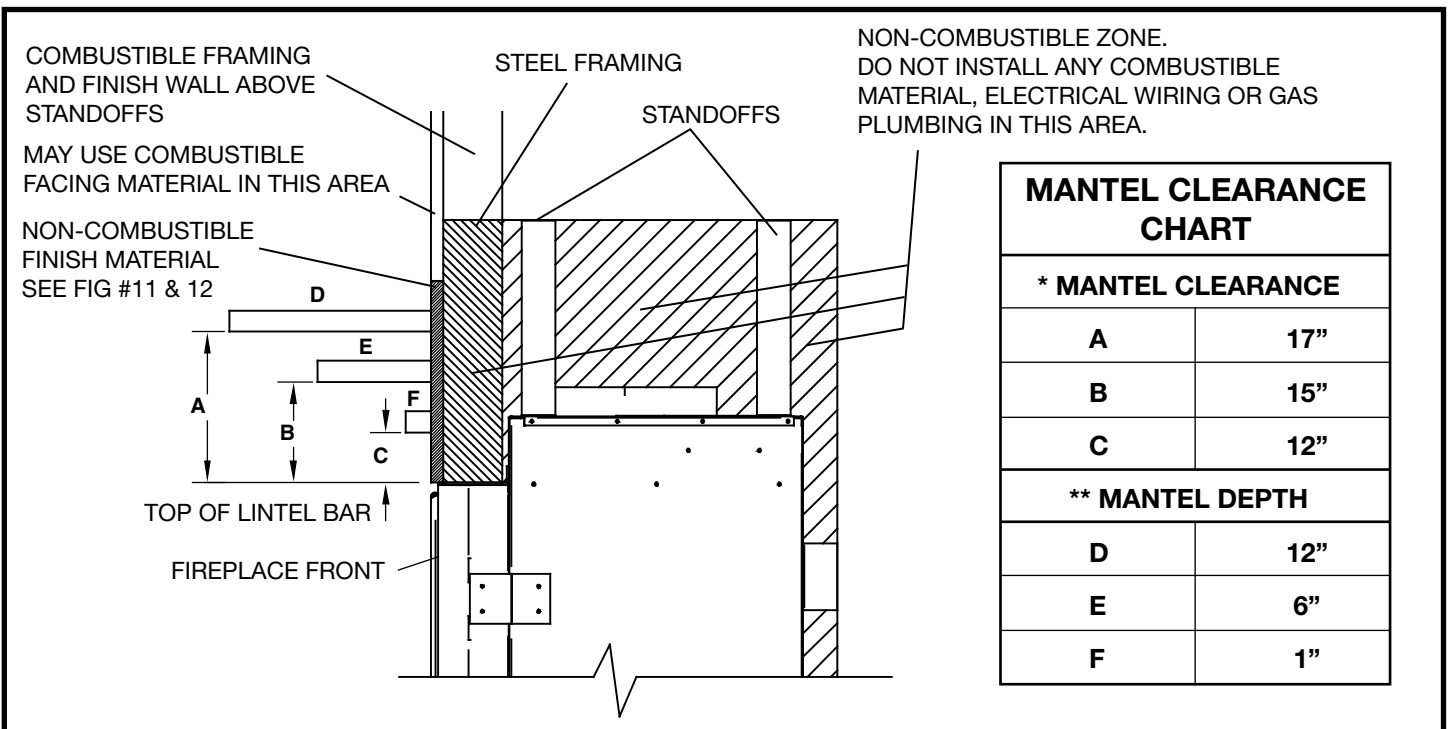 COMBUSTIBLE FRAMING
AND FINISH WALL ABOVE
STANDOFFS
MAY USE COMBUSTIBLE
FACING MATERIAL IN THIS AREA
NON-COMBUSTIBLE
FINISH MATERIAL
SEE FIG #11 & 12
STEEL FRAMING
STANDOFFS
NON-COMBUSTIBLE ZONE.
DO NOT INSTALL ANY COMBUSTIBLE
MATERIAL, ELECTRICAL WIRING OR GAS
PLUMBING IN THIS AREA.
D
E
F
A
B
C
TOP OF LINTEL BAR
FIREPLACE FRONT
MANTEL CLEARANCE
CHART
* MANTEL CLEARANCE
A 17”
B 15”
C 12”
** MANTEL DEPTH
D 12”
E 6”
F 1”